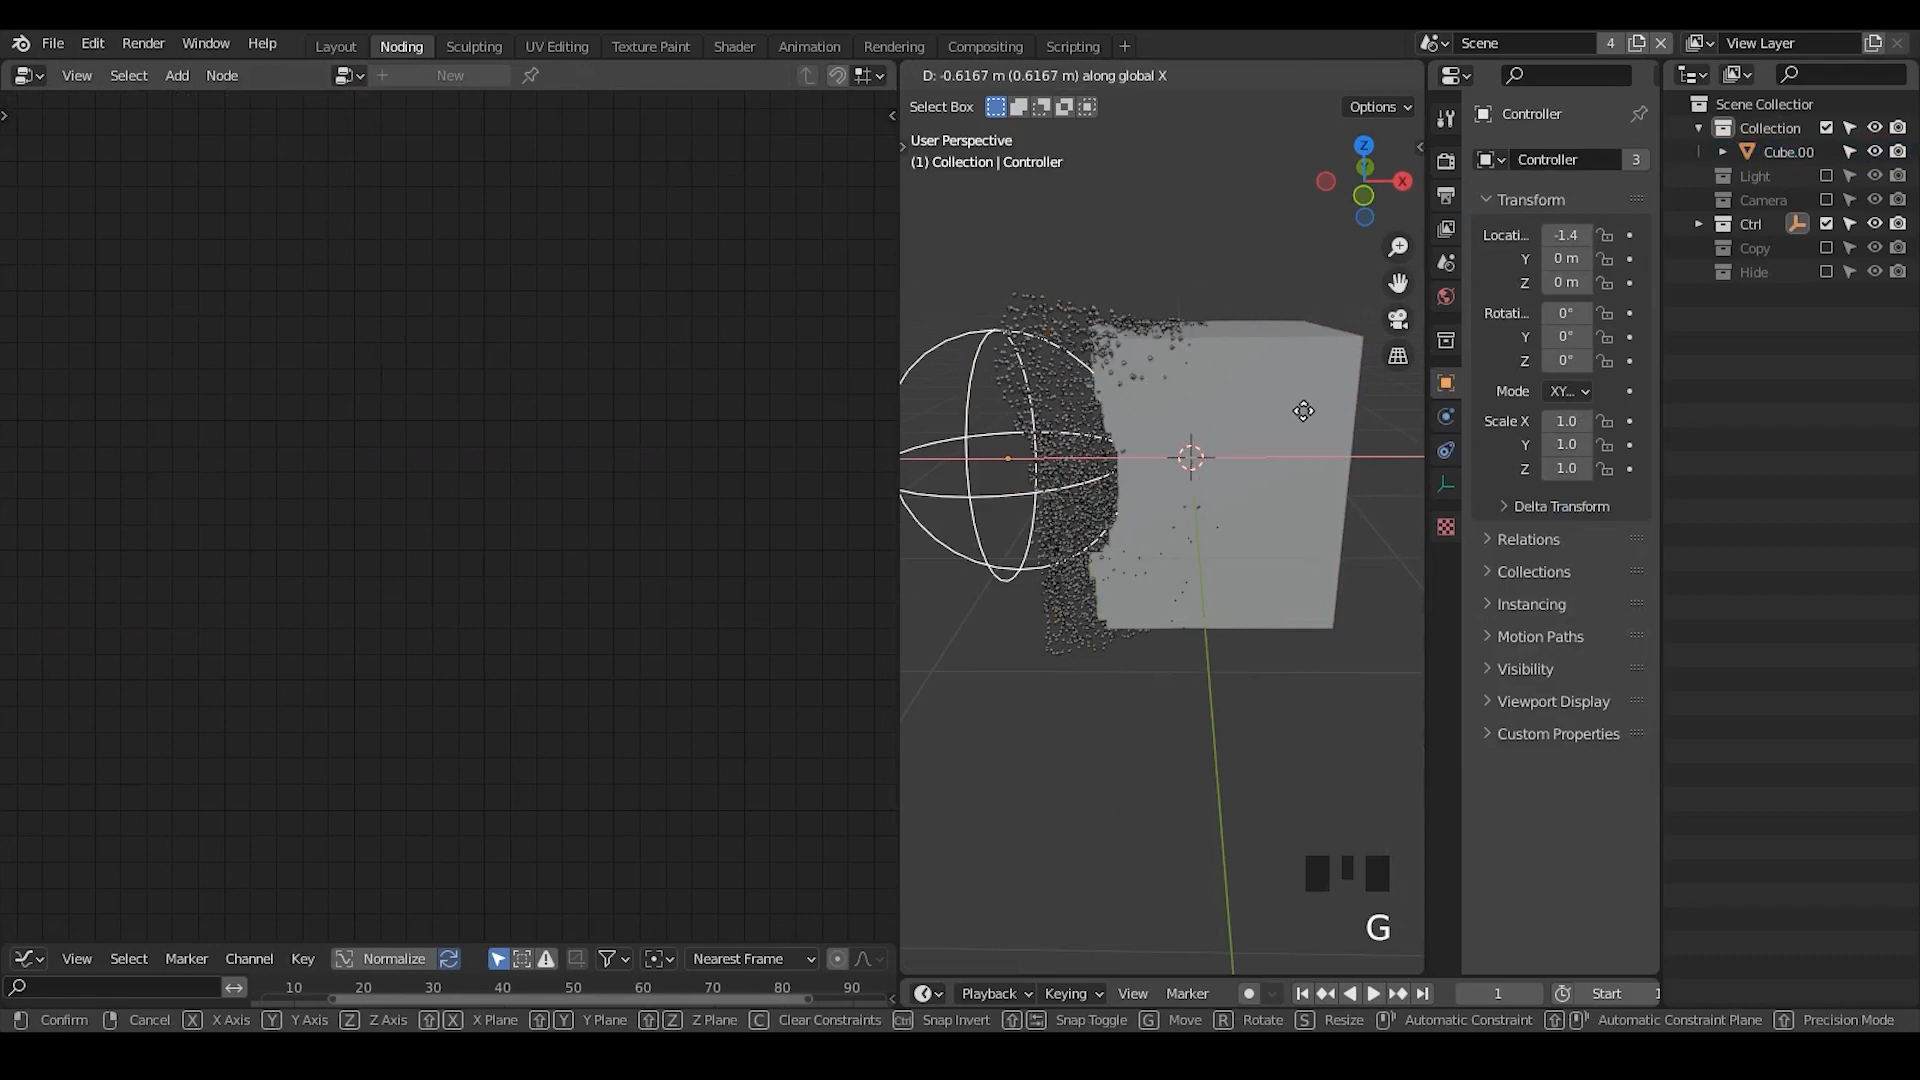 File Edit Render Window Help Layout Noding Sculpting UV Editing Texture Paint Shader Animation Rendering Compositing Scripting + Scene 4 View Layer
View Select Add Node New
D: -0.6167 m (0.6167 m) along global X
Select Box Options
User Perspective
(1) Collection | Controller
Z
X
G
Controller
Controller 3
Transform
Locati... -1.4
Y 0 m
Z 0 m
Rotati... 0°
Y 0°
Z 0°
Mode XY...
Scale X 1.0
Y 1.0
Z 1.0
Delta Transform
Relations
Collections
Instancing
Motion Paths
Visibility
Viewport Display
Custom Properties
Scene Collection
Collection
Cube.00
Light
Camera
Ctrl
Copy
Hide
View Select Marker Channel Key Normalize Nearest Frame
10 20 30 40 50 60 70 80 90
Playback Keying View Marker 1 Start 1
Confirm Cancel X X Axis Y Y Axis Z Z Axis X X Plane Y Y Plane Z Z Plane C Clear Constraints Ctrl Snap Invert Snap Toggle G Move R Rotate S Resize Automatic Constraint Automatic Constraint Plane Precision Mode